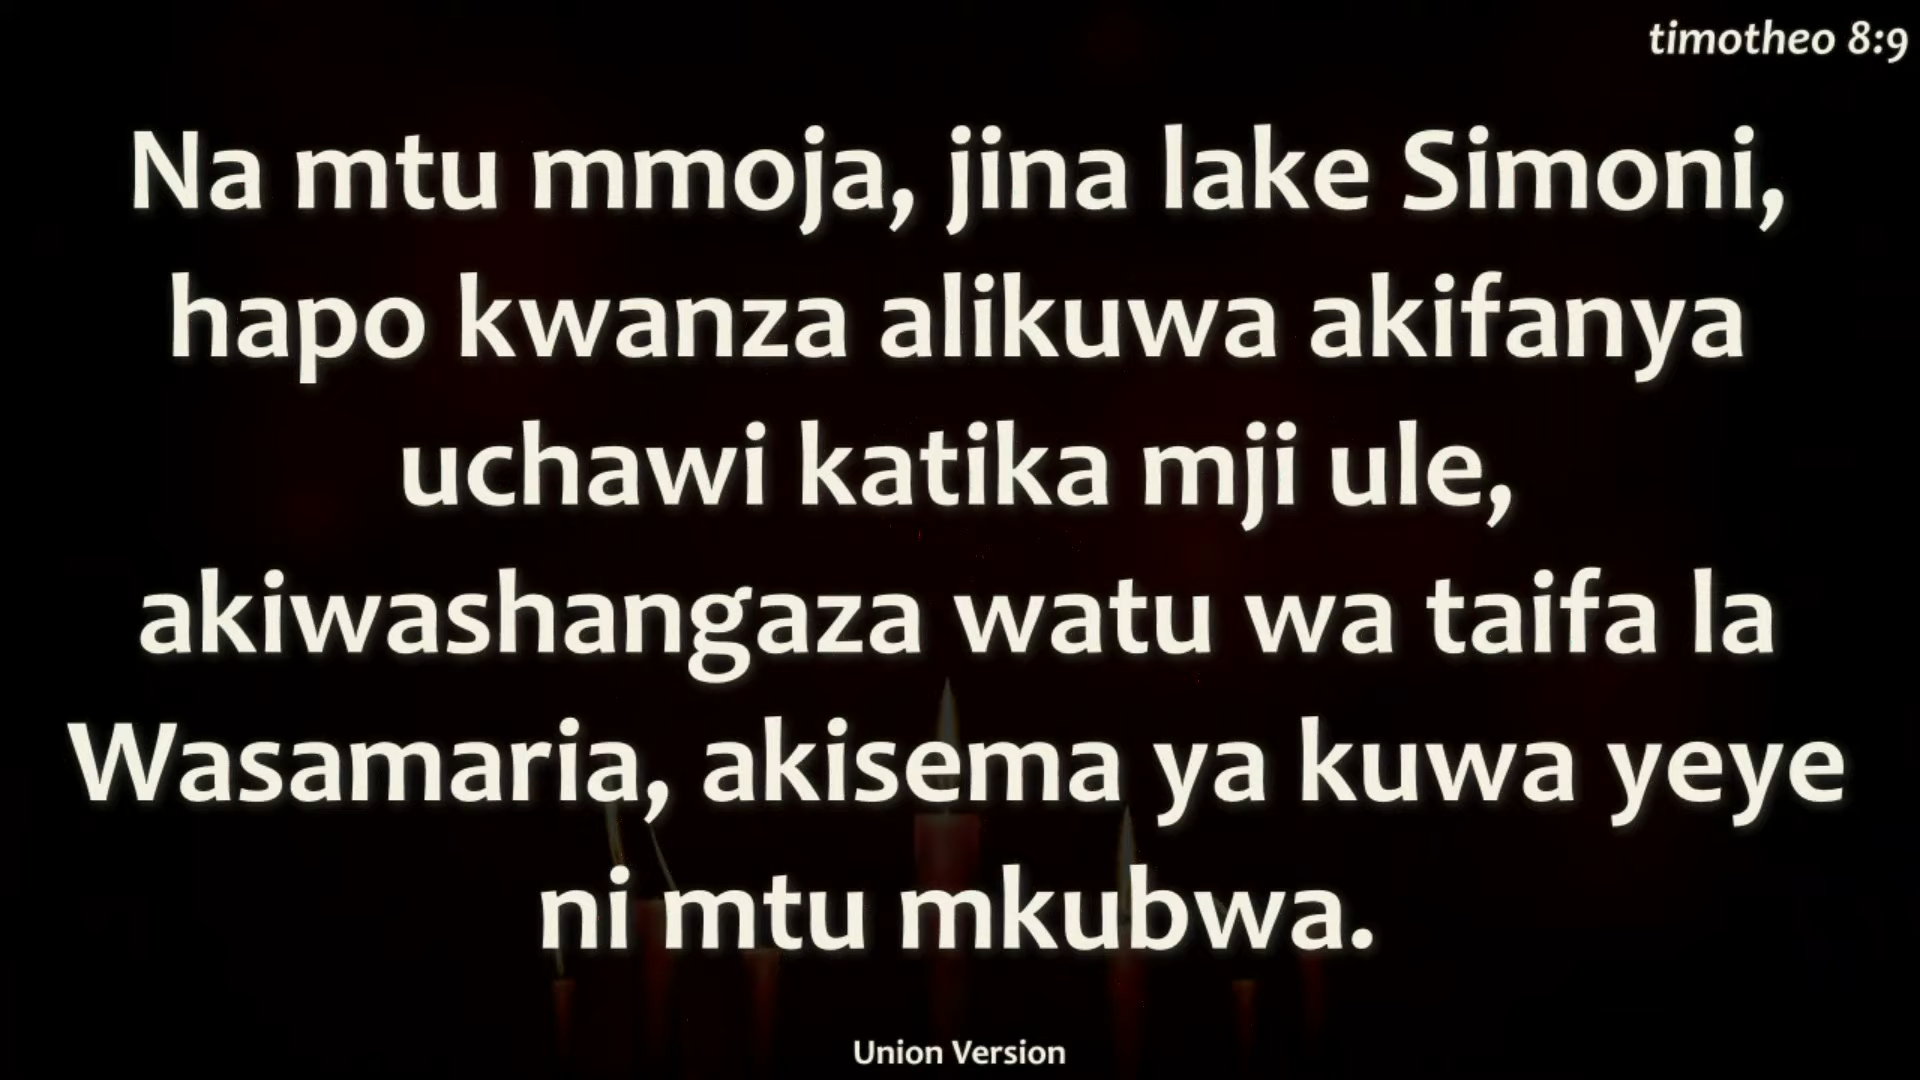 timotheo 8:9
Na mtu mmoja, jina lake Simoni,
hapo kwanza alikuwa akifanya
uchawi katika mji ule,
akiwashangaza watu wa taifa la
Wasamaria, akisema ya kuwa yeye
ni mtu mkubwa.
Union Version